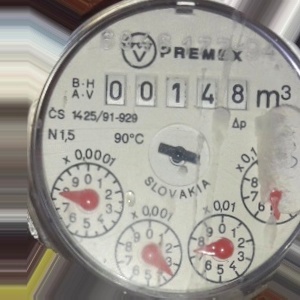 PREMEX
B-H
A-V
00148 m³
ČS 1425/91-929
Δp
N1,5
90°C
SLOVAKIA
x 0,0001
x 0,001
x 0,01
x 0,1